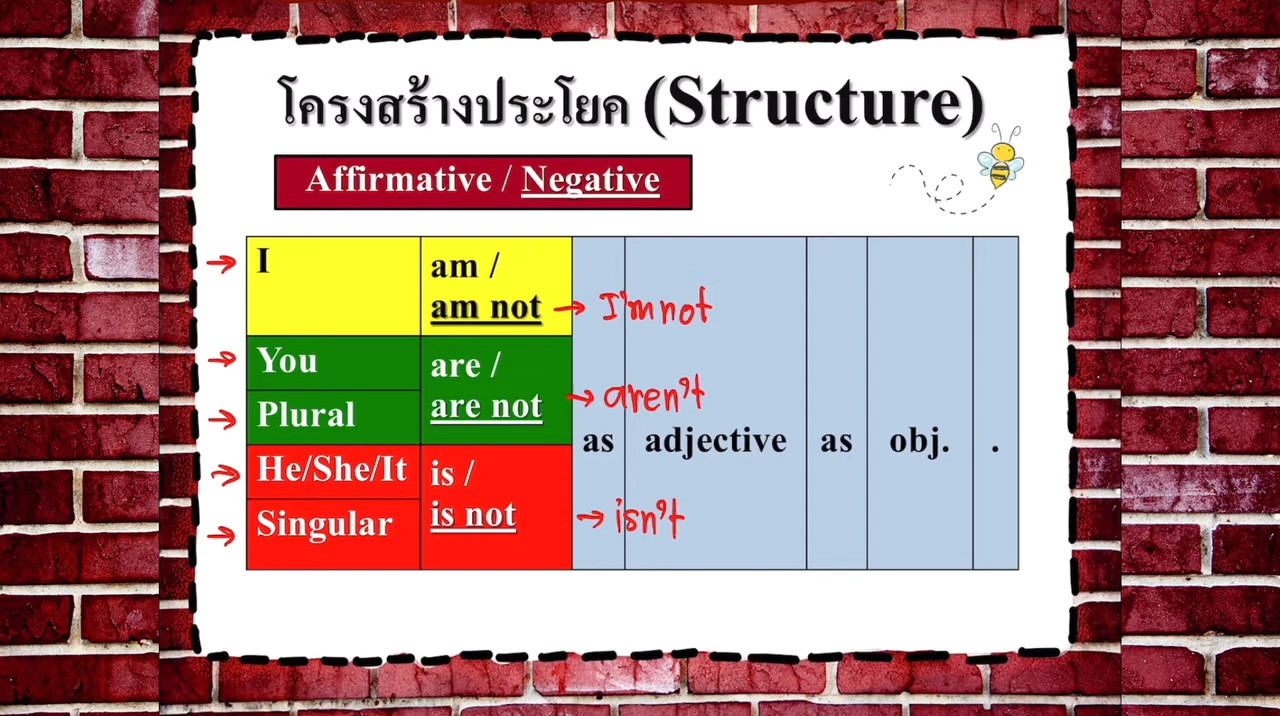 โครงสร้างประโยค (Structure)
Affirmative / Negative
I
am /
am not
I'm not
You
are /
are not
aren't
Plural
as adjective as obj. .
He/She/It
is /
is not
isn't
Singular